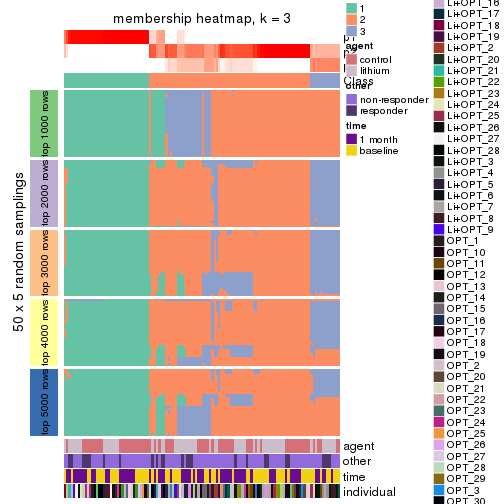 membership heatmap, k = 3
p1
p2
Class
50 x 5 random samplings
top 1000 rows
top 2000 rows
top 3000 rows
top 4000 rows
top 5000 rows
agent
other
time
individual
1
2
3
agent
control
lithium
other
non-responder
responder
time
1 month
baseline
Li+OPT_16
Li+OPT_17
Li+OPT_18
Li+OPT_19
Li+OPT_2
Li+OPT_20
Li+OPT_21
Li+OPT_22
Li+OPT_23
Li+OPT_24
Li+OPT_25
Li+OPT_26
Li+OPT_27
Li+OPT_28
Li+OPT_3
Li+OPT_4
Li+OPT_5
Li+OPT_6
Li+OPT_7
Li+OPT_8
Li+OPT_9
OPT_1
OPT_10
OPT_11
OPT_12
OPT_13
OPT_14
OPT_15
OPT_16
OPT_17
OPT_18
OPT_19
OPT_2
OPT_20
OPT_21
OPT_22
OPT_23
OPT_24
OPT_25
OPT_26
OPT_27
OPT_28
OPT_29
OPT_3